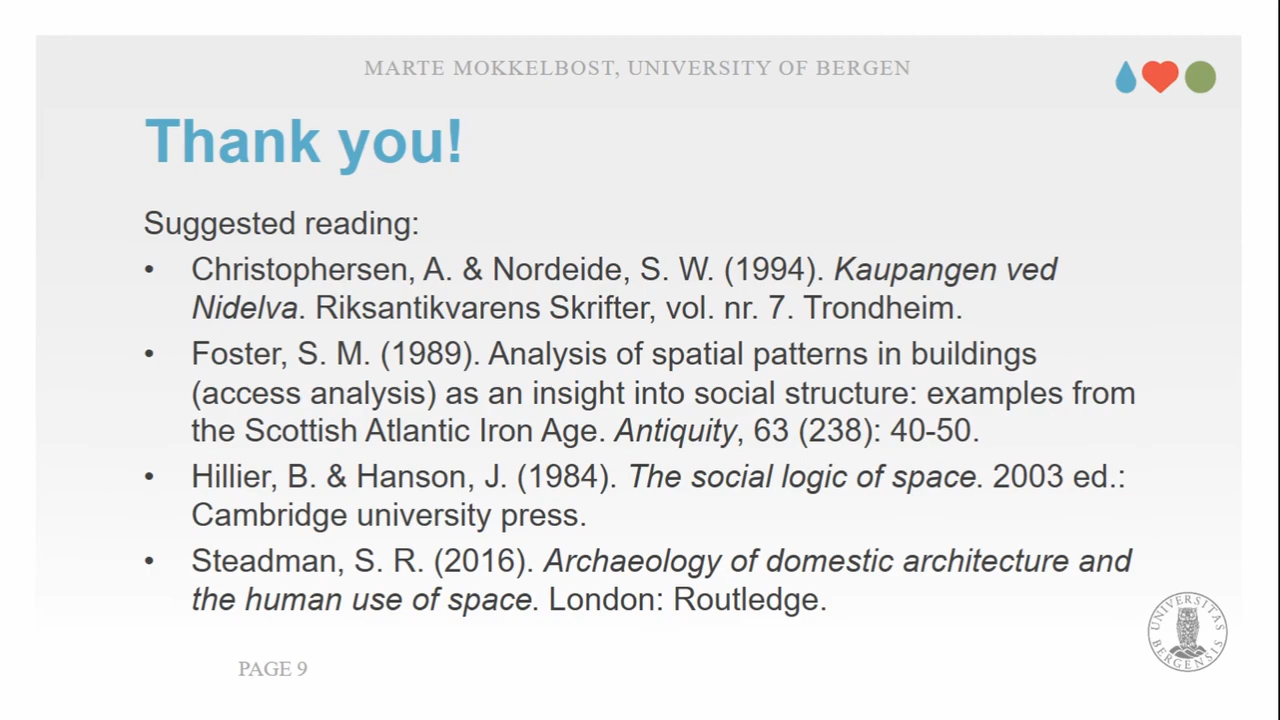 MARTE MOKKELBOST, UNIVERSITY OF BERGEN
Thank you!
Suggested reading:
• Christophersen, A. & Nordeide, S. W. (1994). Kaupangen ved
Nidelva. Riksantikvarens Skrifter, vol. nr. 7. Trondheim.
• Foster, S. M. (1989). Analysis of spatial patterns in buildings
(access analysis) as an insight into social structure: examples from
the Scottish Atlantic Iron Age. Antiquity, 63 (238): 40-50.
• Hillier, B. & Hanson, J. (1984). The social logic of space. 2003 ed.:
Cambridge university press.
• Steadman, S. R. (2016). Archaeology of domestic architecture and
the human use of space. London: Routledge.
UNIVERSITAS
BERGENSIS
PAGE 9